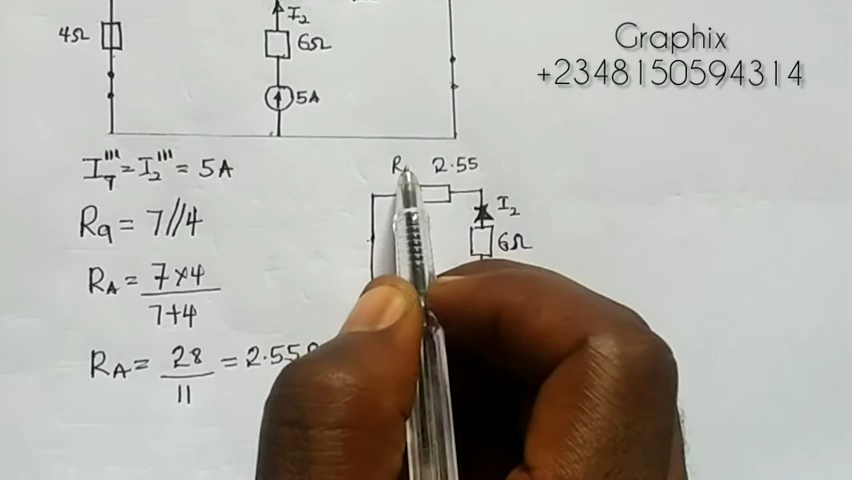 Graphix
+2348150594314
I2
4Ω
6Ω
5A
I_T''' = I2''' = 5A
R 2.55
I2
Rq = 7//4
6Ω
RA = 7×4
7+4
RA = 28 = 2.55
11